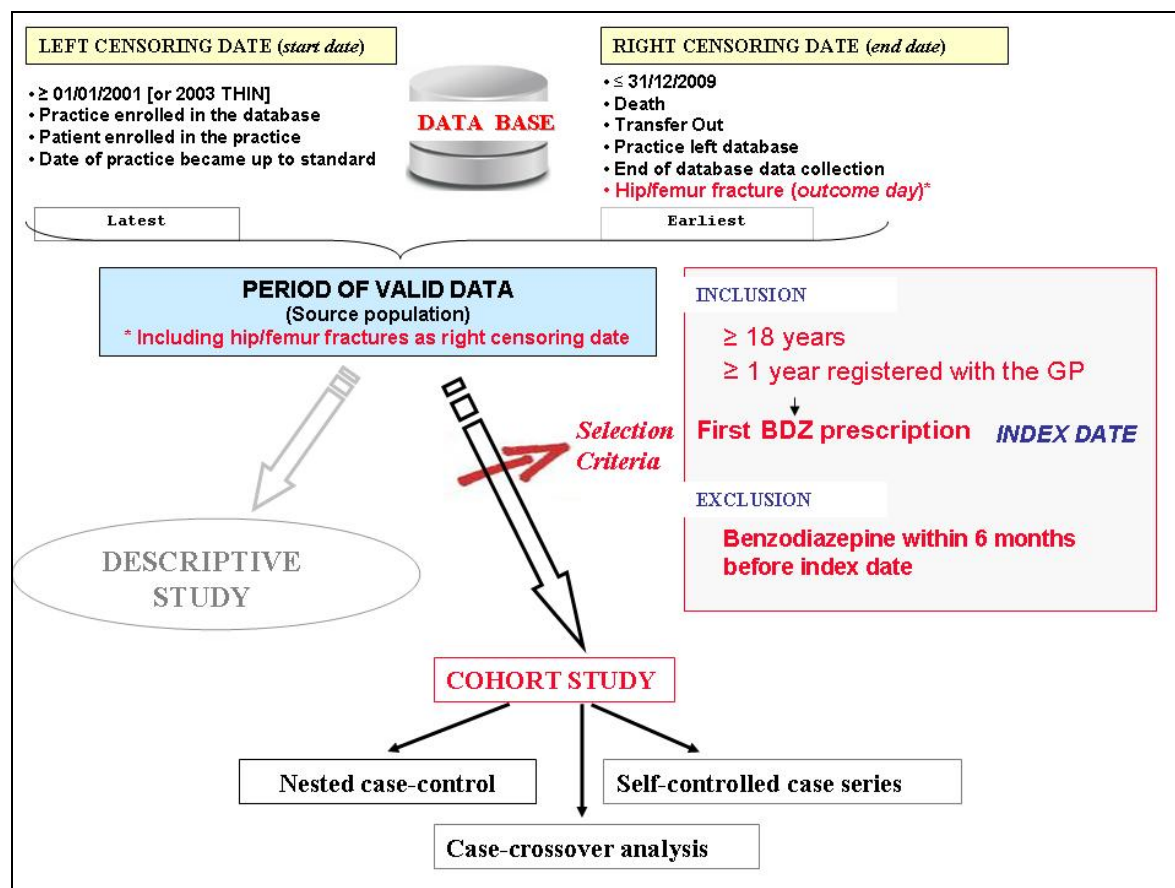 LEFT CENSORING DATE (start date)
• ≥ 01/01/2001 [or 2003 THIN]
• Practice enrolled in the database
• Patient enrolled in the practice
• Date of practice became up to standard
Latest
DATA BASE
RIGHT CENSORING DATE (end date)
• ≤ 31/12/2009
• Death
• Transfer Out
• Practice left database
• End of database data collection
• Hip/femur fracture (outcome day)*
Earliest
PERIOD OF VALID DATA
(Source population)
* Including hip/femur fractures as right censoring date
Selection
Criteria
INCLUSION
≥ 18 years
≥ 1 year registered with the GP
First BDZ prescription INDEX DATE
EXCLUSION
Benzodiazepine within 6 months
before index date
DESCRIPTIVE
STUDY
COHORT STUDY
Nested case-control
Self-controlled case series
Case-crossover analysis